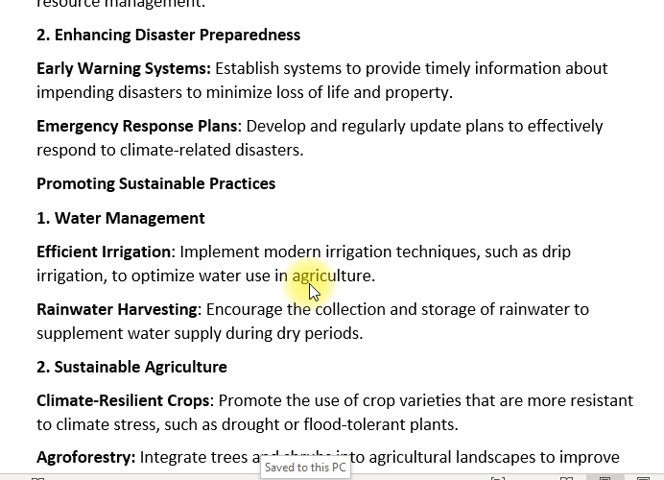 resource management.
2. Enhancing Disaster Preparedness
Early Warning Systems: Establish systems to provide timely information about
impending disasters to minimize loss of life and property.
Emergency Response Plans: Develop and regularly update plans to effectively
respond to climate-related disasters.
Promoting Sustainable Practices
1. Water Management
Efficient Irrigation: Implement modern irrigation techniques, such as drip
irrigation, to optimize water use in agriculture.
Rainwater Harvesting: Encourage the collection and storage of rainwater to
supplement water supply during dry periods.
2. Sustainable Agriculture
Climate-Resilient Crops: Promote the use of crop varieties that are more resistant
to climate stress, such as drought or flood-tolerant plants.
Agroforestry: Integrate trees and shrubs into agricultural landscapes to improve
Saved to this PC